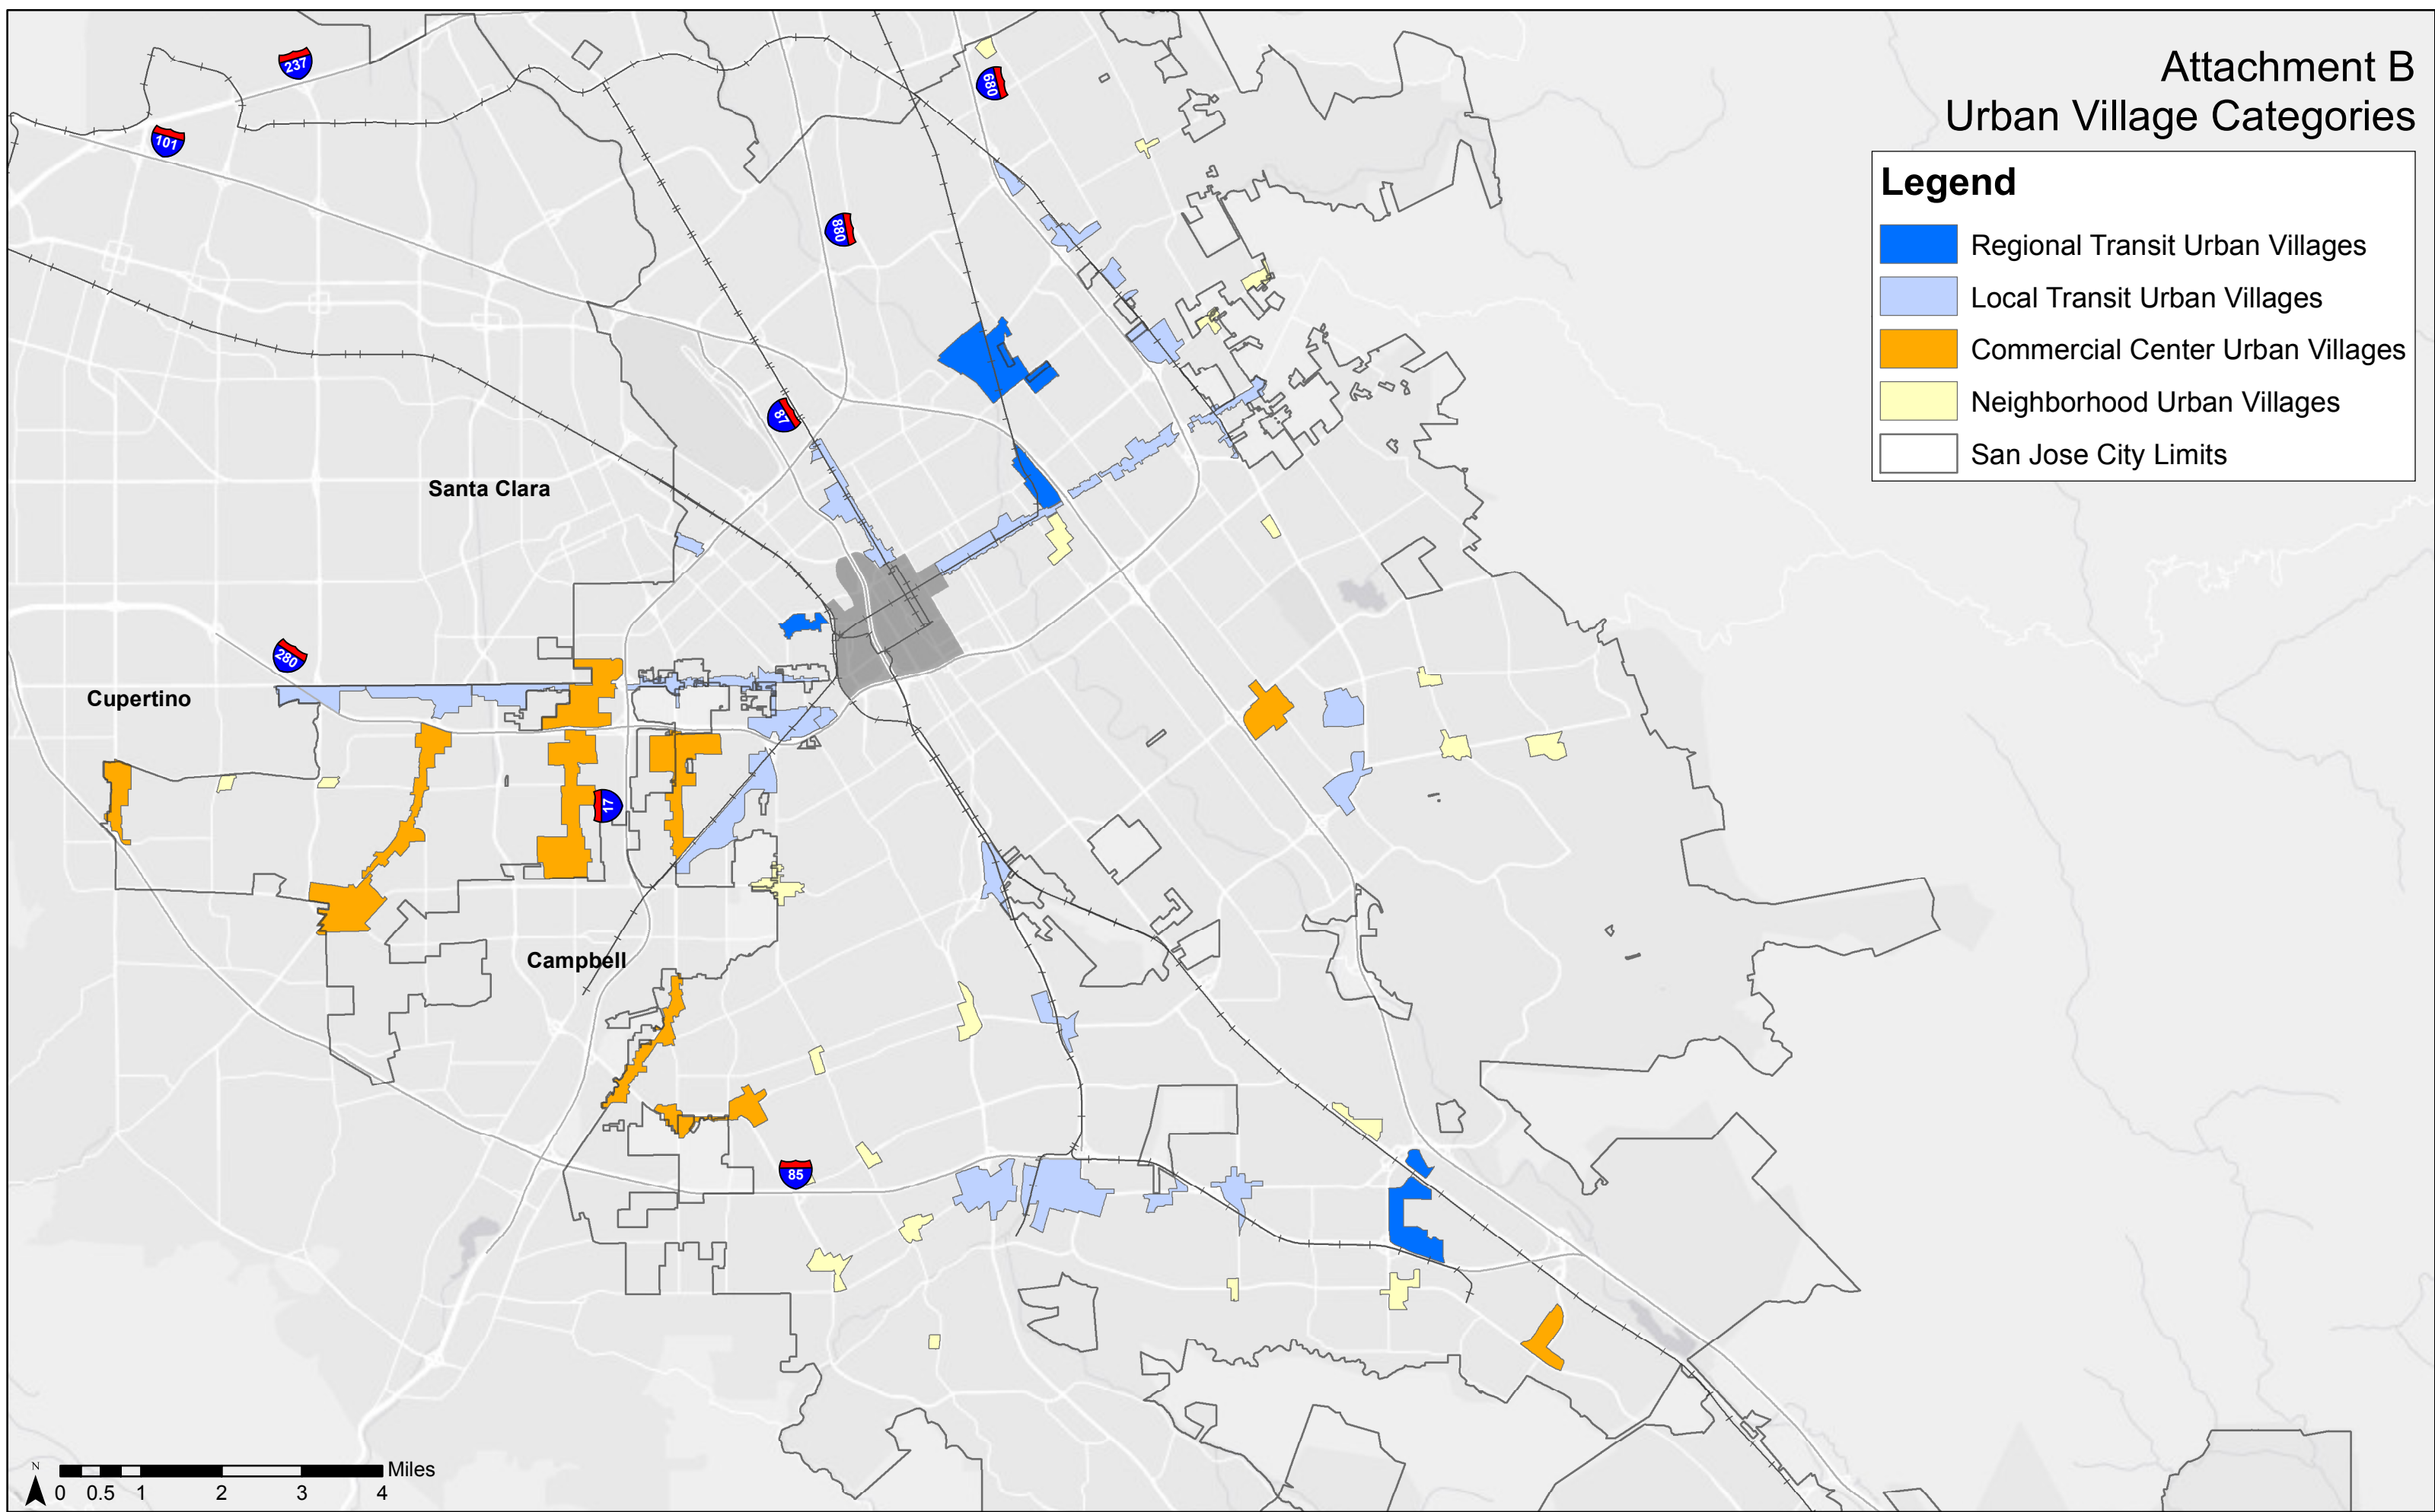 Attachment B
Urban Village Categories
Legend
Regional Transit Urban Villages
Local Transit Urban Villages
Commercial Center Urban Villages
Neighborhood Urban Villages
San Jose City Limits
237
680
101
880
87
Santa Clara
280
Cupertino
17
Campbell
85
N
Miles
0 0.5 1 2 3 4